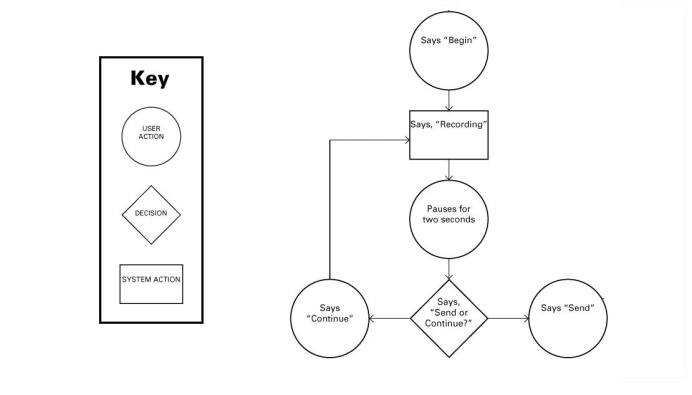 Key
USER
ACTION
DECISION
SYSTEM ACTION
Says “Begin”
Says, “Recording”
Pauses for
two seconds
Says
“Continue”
Says,
“Send or
Continue?”
Says “Send”